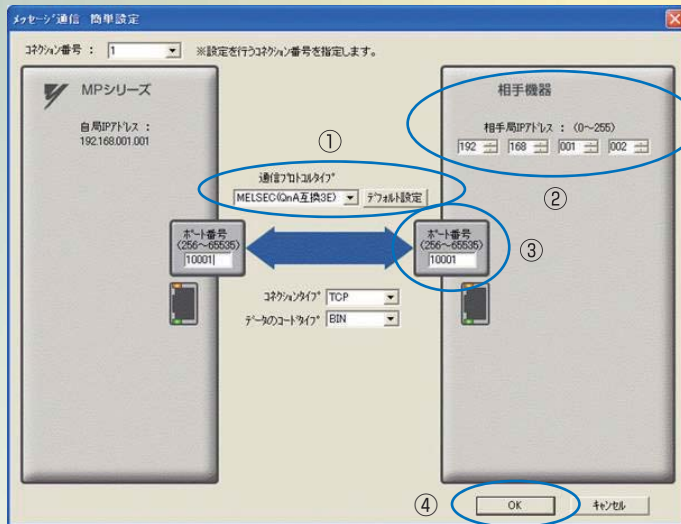 メッセージ通信 簡単設定
コネクション番号 : 1 ※設定を行うコネクション番号を指定します。
MPシリーズ
自局IPアドレス :
192.168.001.001
相手機器
相手局IPアドレス : (0~255)
192 168 001 002
①
②
通信プロトコルタイプ
MELSEC(QnA互換3E) デフォルト設定
ポート番号
(256~65535)
10001
ポート番号
(256~65535)
10001
③
コネクションタイプ TCP
データのコードタイプ BIN
④
OK キャンセル